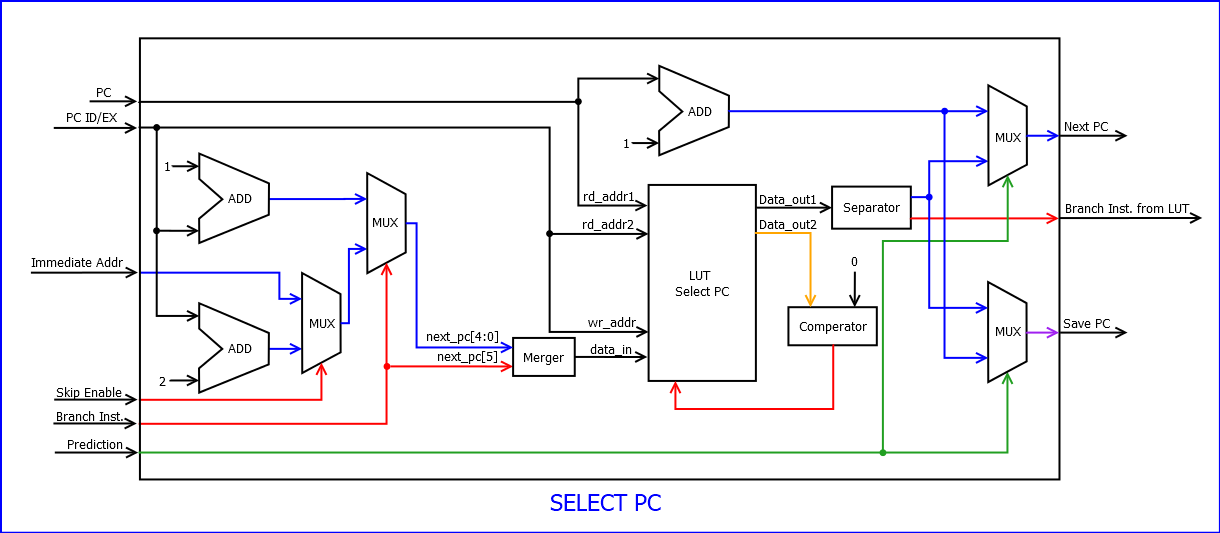 PC
PC ID/EX
1
ADD
MUX
Immediate Addr
MUX
ADD
2
Skip Enable
Branch Inst.
Prediction
next_pc[4:0]
next_pc[5]
Merger
ADD
1
rd_addr1
rd_addr2
wr_addr
data_in
LUT
Select PC
Data_out1
Data_out2
Separator
0
Comperator
MUX
MUX
Next PC
Branch Inst. from LUT
Save PC
SELECT PC